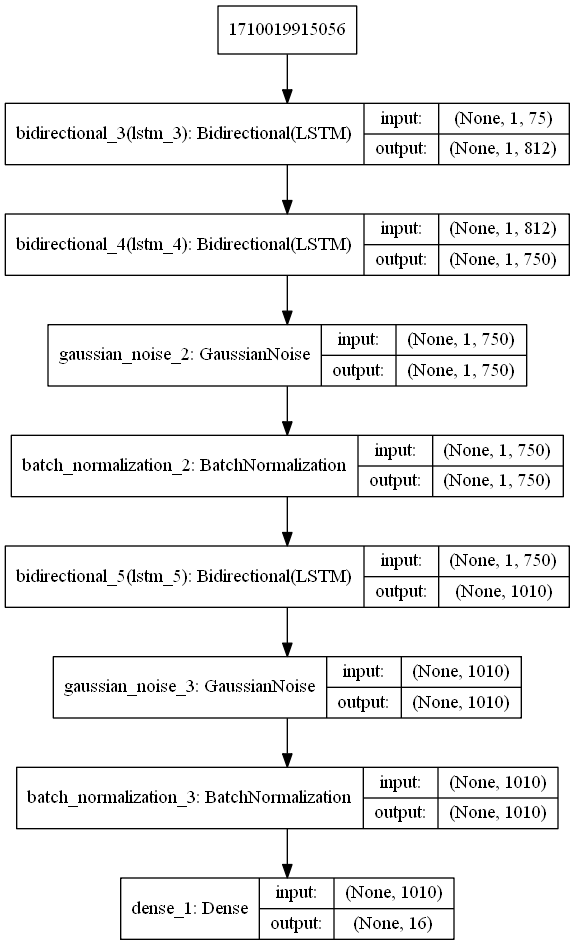 1710019915056
bidirectional_3(lstm_3): Bidirectional(LSTM)
input: (None, 1, 75)
output: (None, 1, 812)
bidirectional_4(lstm_4): Bidirectional(LSTM)
input: (None, 1, 812)
output: (None, 1, 750)
gaussian_noise_2: GaussianNoise
input: (None, 1, 750)
output: (None, 1, 750)
batch_normalization_2: BatchNormalization
input: (None, 1, 750)
output: (None, 1, 750)
bidirectional_5(lstm_5): Bidirectional(LSTM)
input: (None, 1, 750)
output: (None, 1010)
gaussian_noise_3: GaussianNoise
input: (None, 1010)
output: (None, 1010)
batch_normalization_3: BatchNormalization
input: (None, 1010)
output: (None, 1010)
dense_1: Dense
input: (None, 1010)
output: (None, 16)